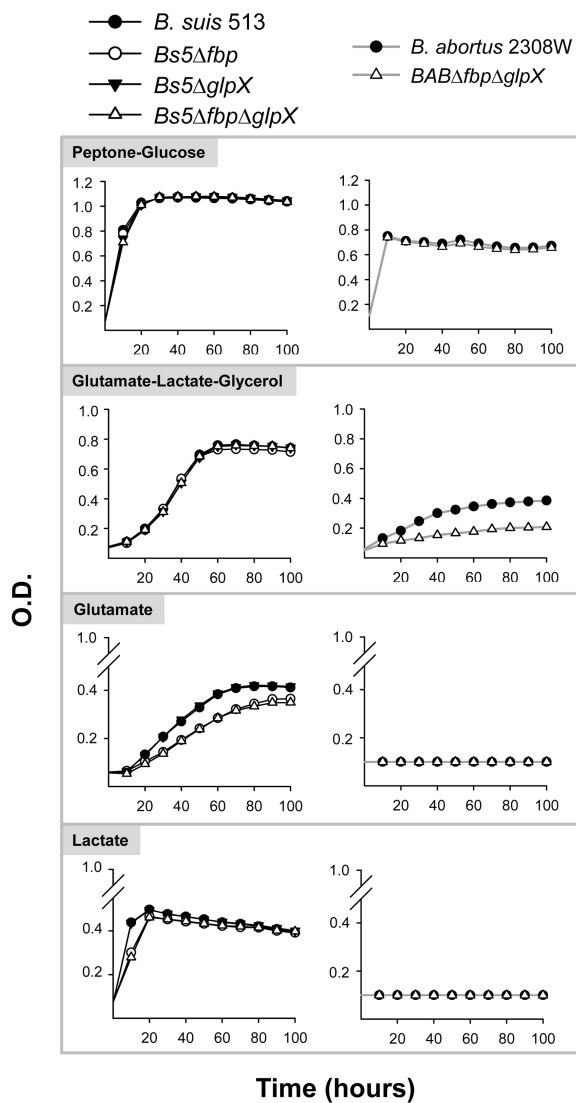 B. suis 513
Bs5Δfbp
Bs5ΔglpX
Bs5ΔfbpΔglpX
B. abortus 2308W
BABΔfbpΔglpX
Peptone-Glucose
1.2
1.0
0.8
0.6
0.4
0.2
20 40 60 80 100
1.2
1.0
0.8
0.6
0.4
0.2
20 40 60 80 100
Glutamate-Lactate-Glycerol
1.0
0.8
0.6
0.4
0.2
20 40 60 80 100
1.0
0.8
0.6
0.4
0.2
20 40 60 80 100
Glutamate
1.0
0.4
0.2
20 40 60 80 100
1.0
0.4
0.2
20 40 60 80 100
Lactate
1.0
0.4
0.2
20 40 60 80 100
1.0
0.4
0.2
20 40 60 80 100
O.D.
Time (hours)